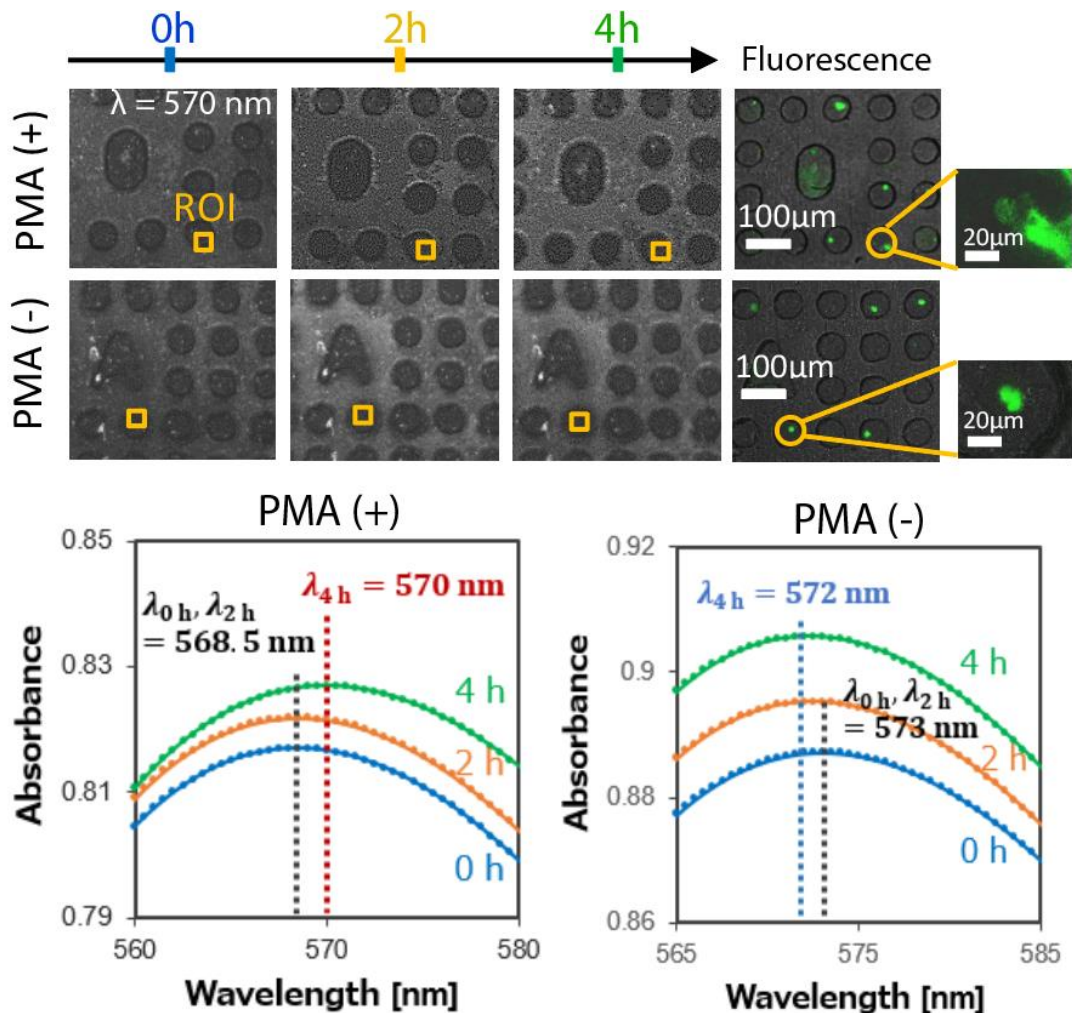 0h 2h 4h Fluorescence
PMA (+)
λ = 570 nm
ROI
100μm
20μm
PMA (-)
100μm
20μm
PMA (+)
Absorbance
0.85
0.83
0.81
0.79
λ0 h, λ2 h
= 568.5 nm
λ4 h = 570 nm
4 h
2 h
0 h
560 570 580
Wavelength [nm]
PMA (-)
Absorbance
0.92
0.9
0.88
0.86
λ4 h = 572 nm
λ0 h, λ2 h
= 573 nm
4 h
2 h
0 h
565 575 585
Wavelength [nm]